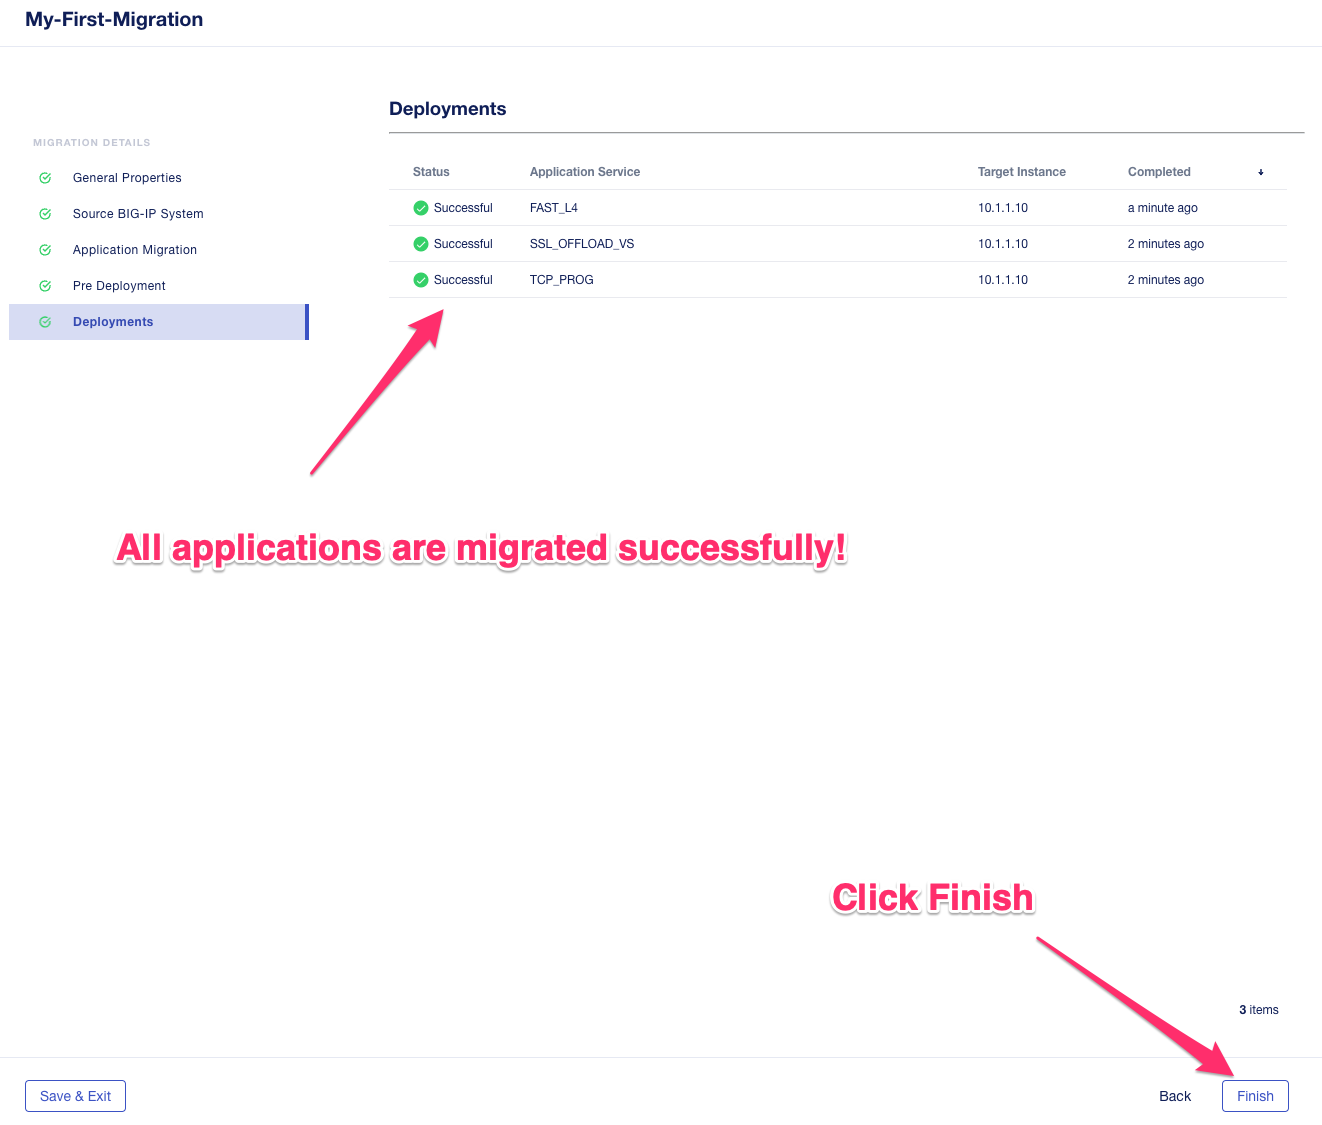 My-First-Migration
Deployments
MIGRATION DETAILS
General Properties
Source BIG-IP System
Application Migration
Pre Deployment
Deployments
Status Application Service Target Instance Completed
Successful FAST_L4 10.1.1.10 a minute ago
Successful SSL_OFFLOAD_VS 10.1.1.10 2 minutes ago
Successful TCP_PROG 10.1.1.10 2 minutes ago
All applications are migrated successfully!
Click Finish
3 items
Save & Exit Back Finish